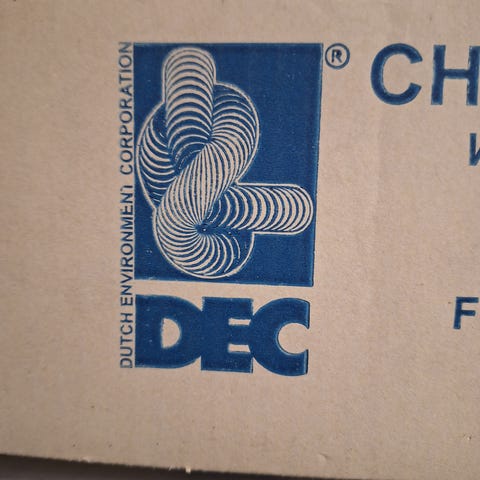 DUTCH ENVIRONMENT CORPORATION
®
DEC
CH
F